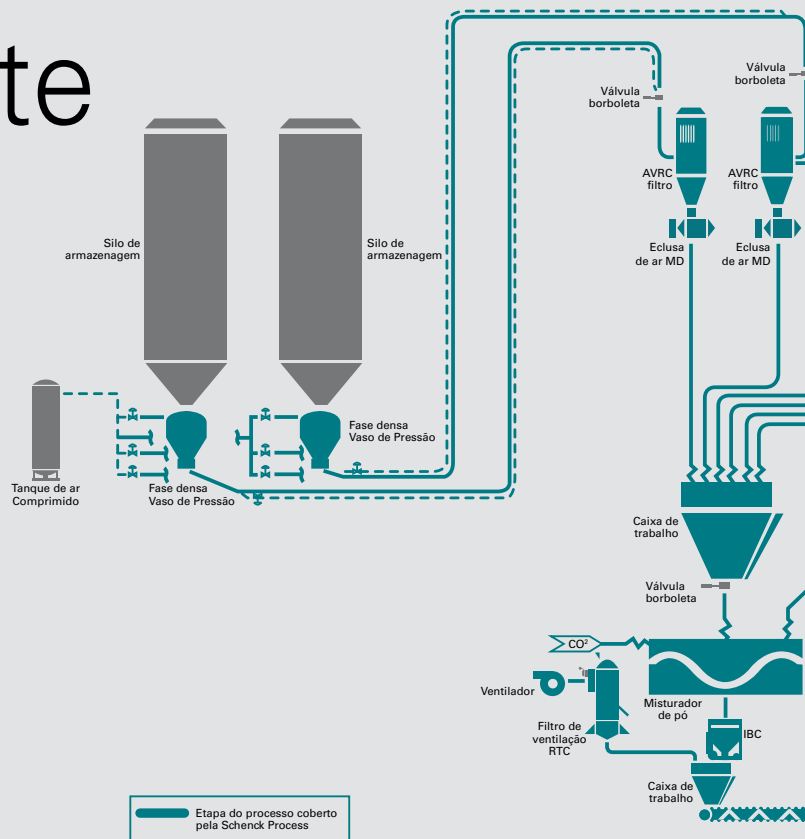 te
Válvula
borboleta
Válvula
borboleta
AVRC
filtro
AVRC
filtro
Silo de
armazenagem
Silo de
armazenagem
Eclusa
de ar MD
Eclusa
de ar MD
Fase densa
Vaso de Pressão
Tanque de ar
Comprimido
Fase densa
Vaso de Pressão
Caixa de
trabalho
Válvula
borboleta
CO²
Ventilador
Misturador
de pó
Filtro de
ventilação
RTC
IBC
Caixa de
trabalho
Etapa do processo coberto
pela Schenck Process